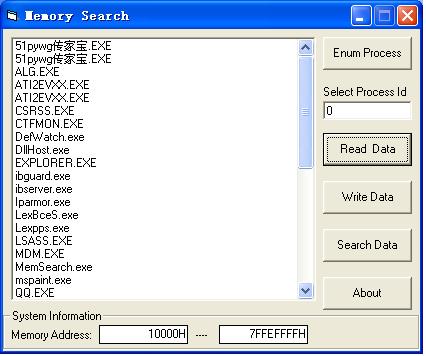 Memory Search
51pywg传家宝.EXE
51pywg传家宝.EXE
ALG.EXE
ATI2EVXX.EXE
ATI2EVXX.EXE
CSRSS.EXE
CTFMON.EXE
DefWatch.EXE
DllHost.EXE
EXPLORER.EXE
ibguard.exe
ibserver.exe
Iparmor.exe
LexBceS.EXE
Lexpps.EXE
LSASS.EXE
MDM.EXE
MemSearch.exe
mspaint.exe
QQ.EXE
Enum Process
Select Process Id
0
Read Data
Write Data
Search Data
About
System Information
Memory Address: 10000H ---- 7FFEFFFFH